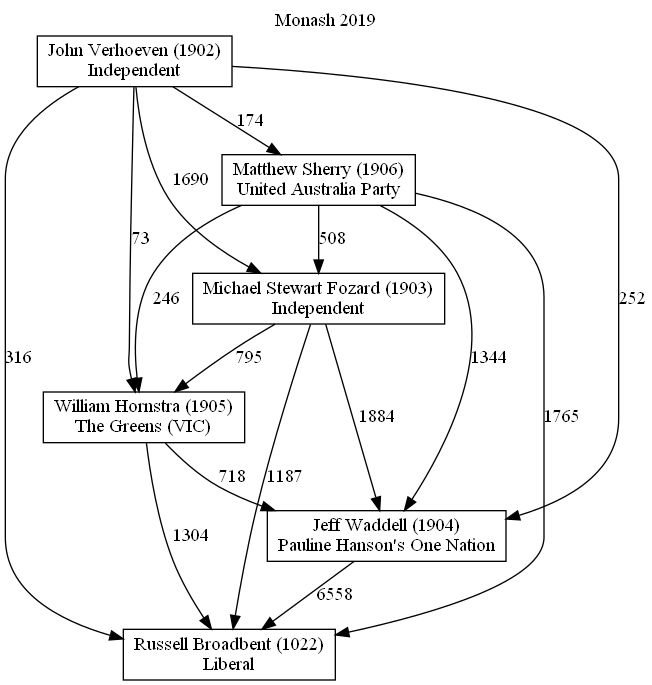 Monash 2019
John Verhoeven (1902)
Independent
174
Matthew Sherry (1906)
United Australia Party
1690
73
508
246
Michael Stewart Fozard (1903)
Independent
252
316
795
1344
William Hornstra (1905)
The Greens (VIC)
1884
1765
718
1187
Jeff Waddell (1904)
Pauline Hanson's One Nation
1304
6558
Russell Broadbent (1022)
Liberal